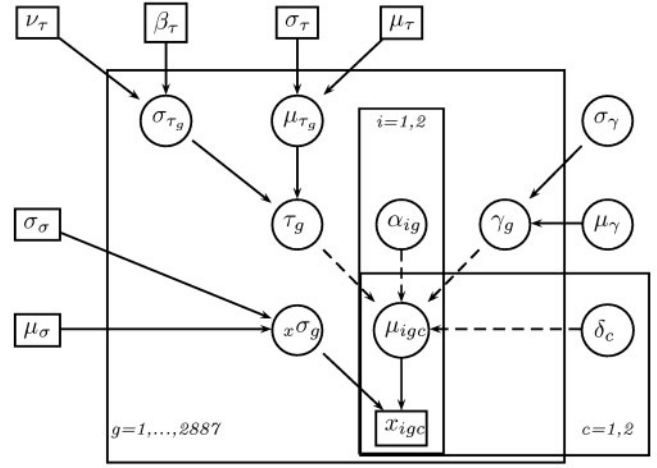 ν_τ β_τ σ_τ μ_τ
i=1,2
σ_{τ_g} μ_{τ_g} σ_γ
τ_g α_{ig} γ_g μ_γ
σ_σ
μ_σ _xσ_g μ_{igc} δ_c
g=1,...,2887 x_{igc} c=1,2